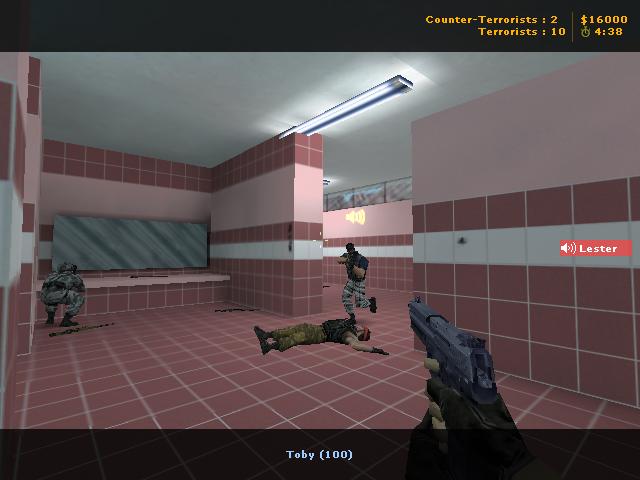 Counter-Terrorists : 2
$16000
Terrorists : 10
4:38
Lester
Toby (100)